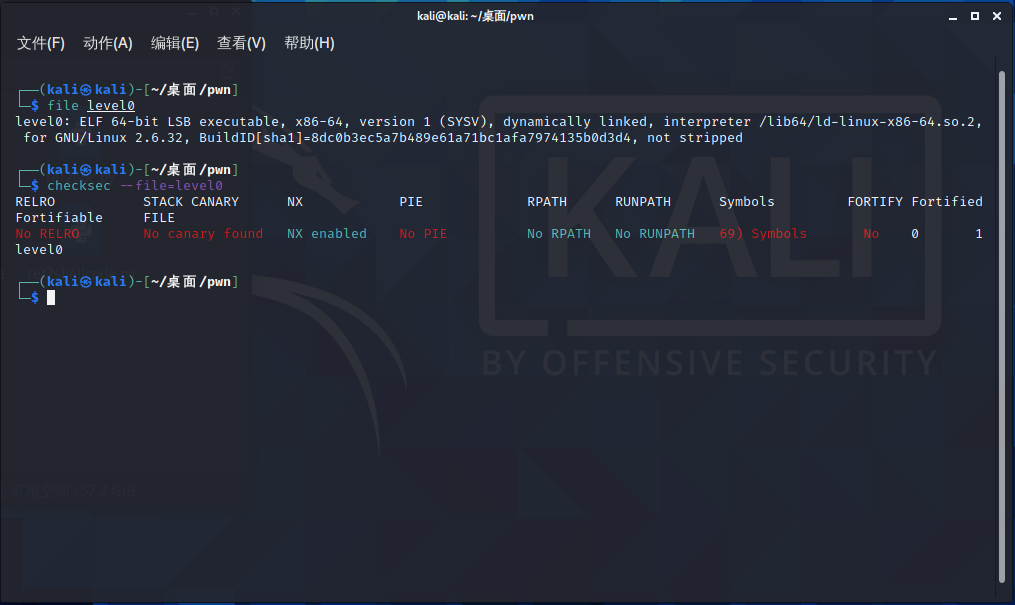 kali@kali: ~/桌面/pwn
文件(F) 动作(A) 编辑(E) 查看(V) 帮助(H)
┌──(kali㉿kali)-[~/桌面/pwn]
└─$ file level0
level0: ELF 64-bit LSB executable, x86-64, version 1 (SYSV), dynamically linked, interpreter /lib64/ld-linux-x86-64.so.2,
for GNU/Linux 2.6.32, BuildID[sha1]=8dc0b3ec5a7b489e61a71bc1afa7974135b0d3d4, not stripped
┌──(kali㉿kali)-[~/桌面/pwn]
└─$ checksec --file=level0
RELRO STACK CANARY NX PIE RPATH RUNPATH Symbols FORTIFY Fortified
Fortifiable FILE
No RELRO No canary found NX enabled No PIE No RPATH No RUNPATH 69) Symbols No 0 1
level0
┌──(kali㉿kali)-[~/桌面/pwn]
└─$
KALI
BY OFFENSIVE SECURITY